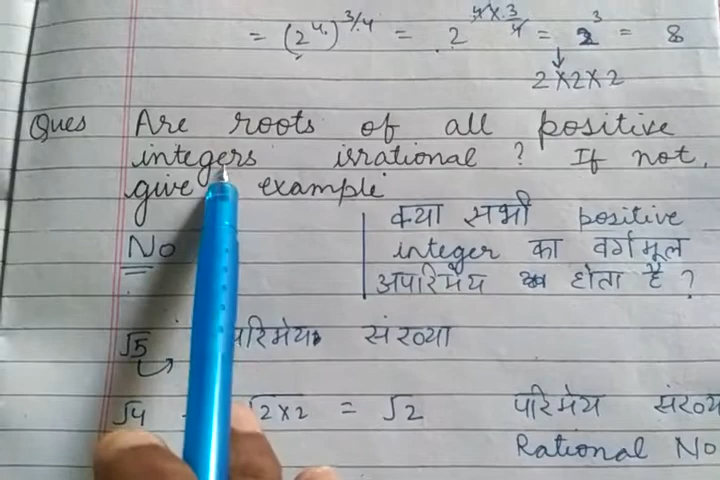 = (2⁴)^3/4 = 2^4×3/4 = 2³ = 8
2×2×2
Ques Are roots of all positive
integers irrational ? If not,
give example
क्या सभी positive
integer का वर्गमूल
अपरिमेय होता है ?
No
√5 संख्या
√4 √2×2 = √2 परिमेय
Rational No